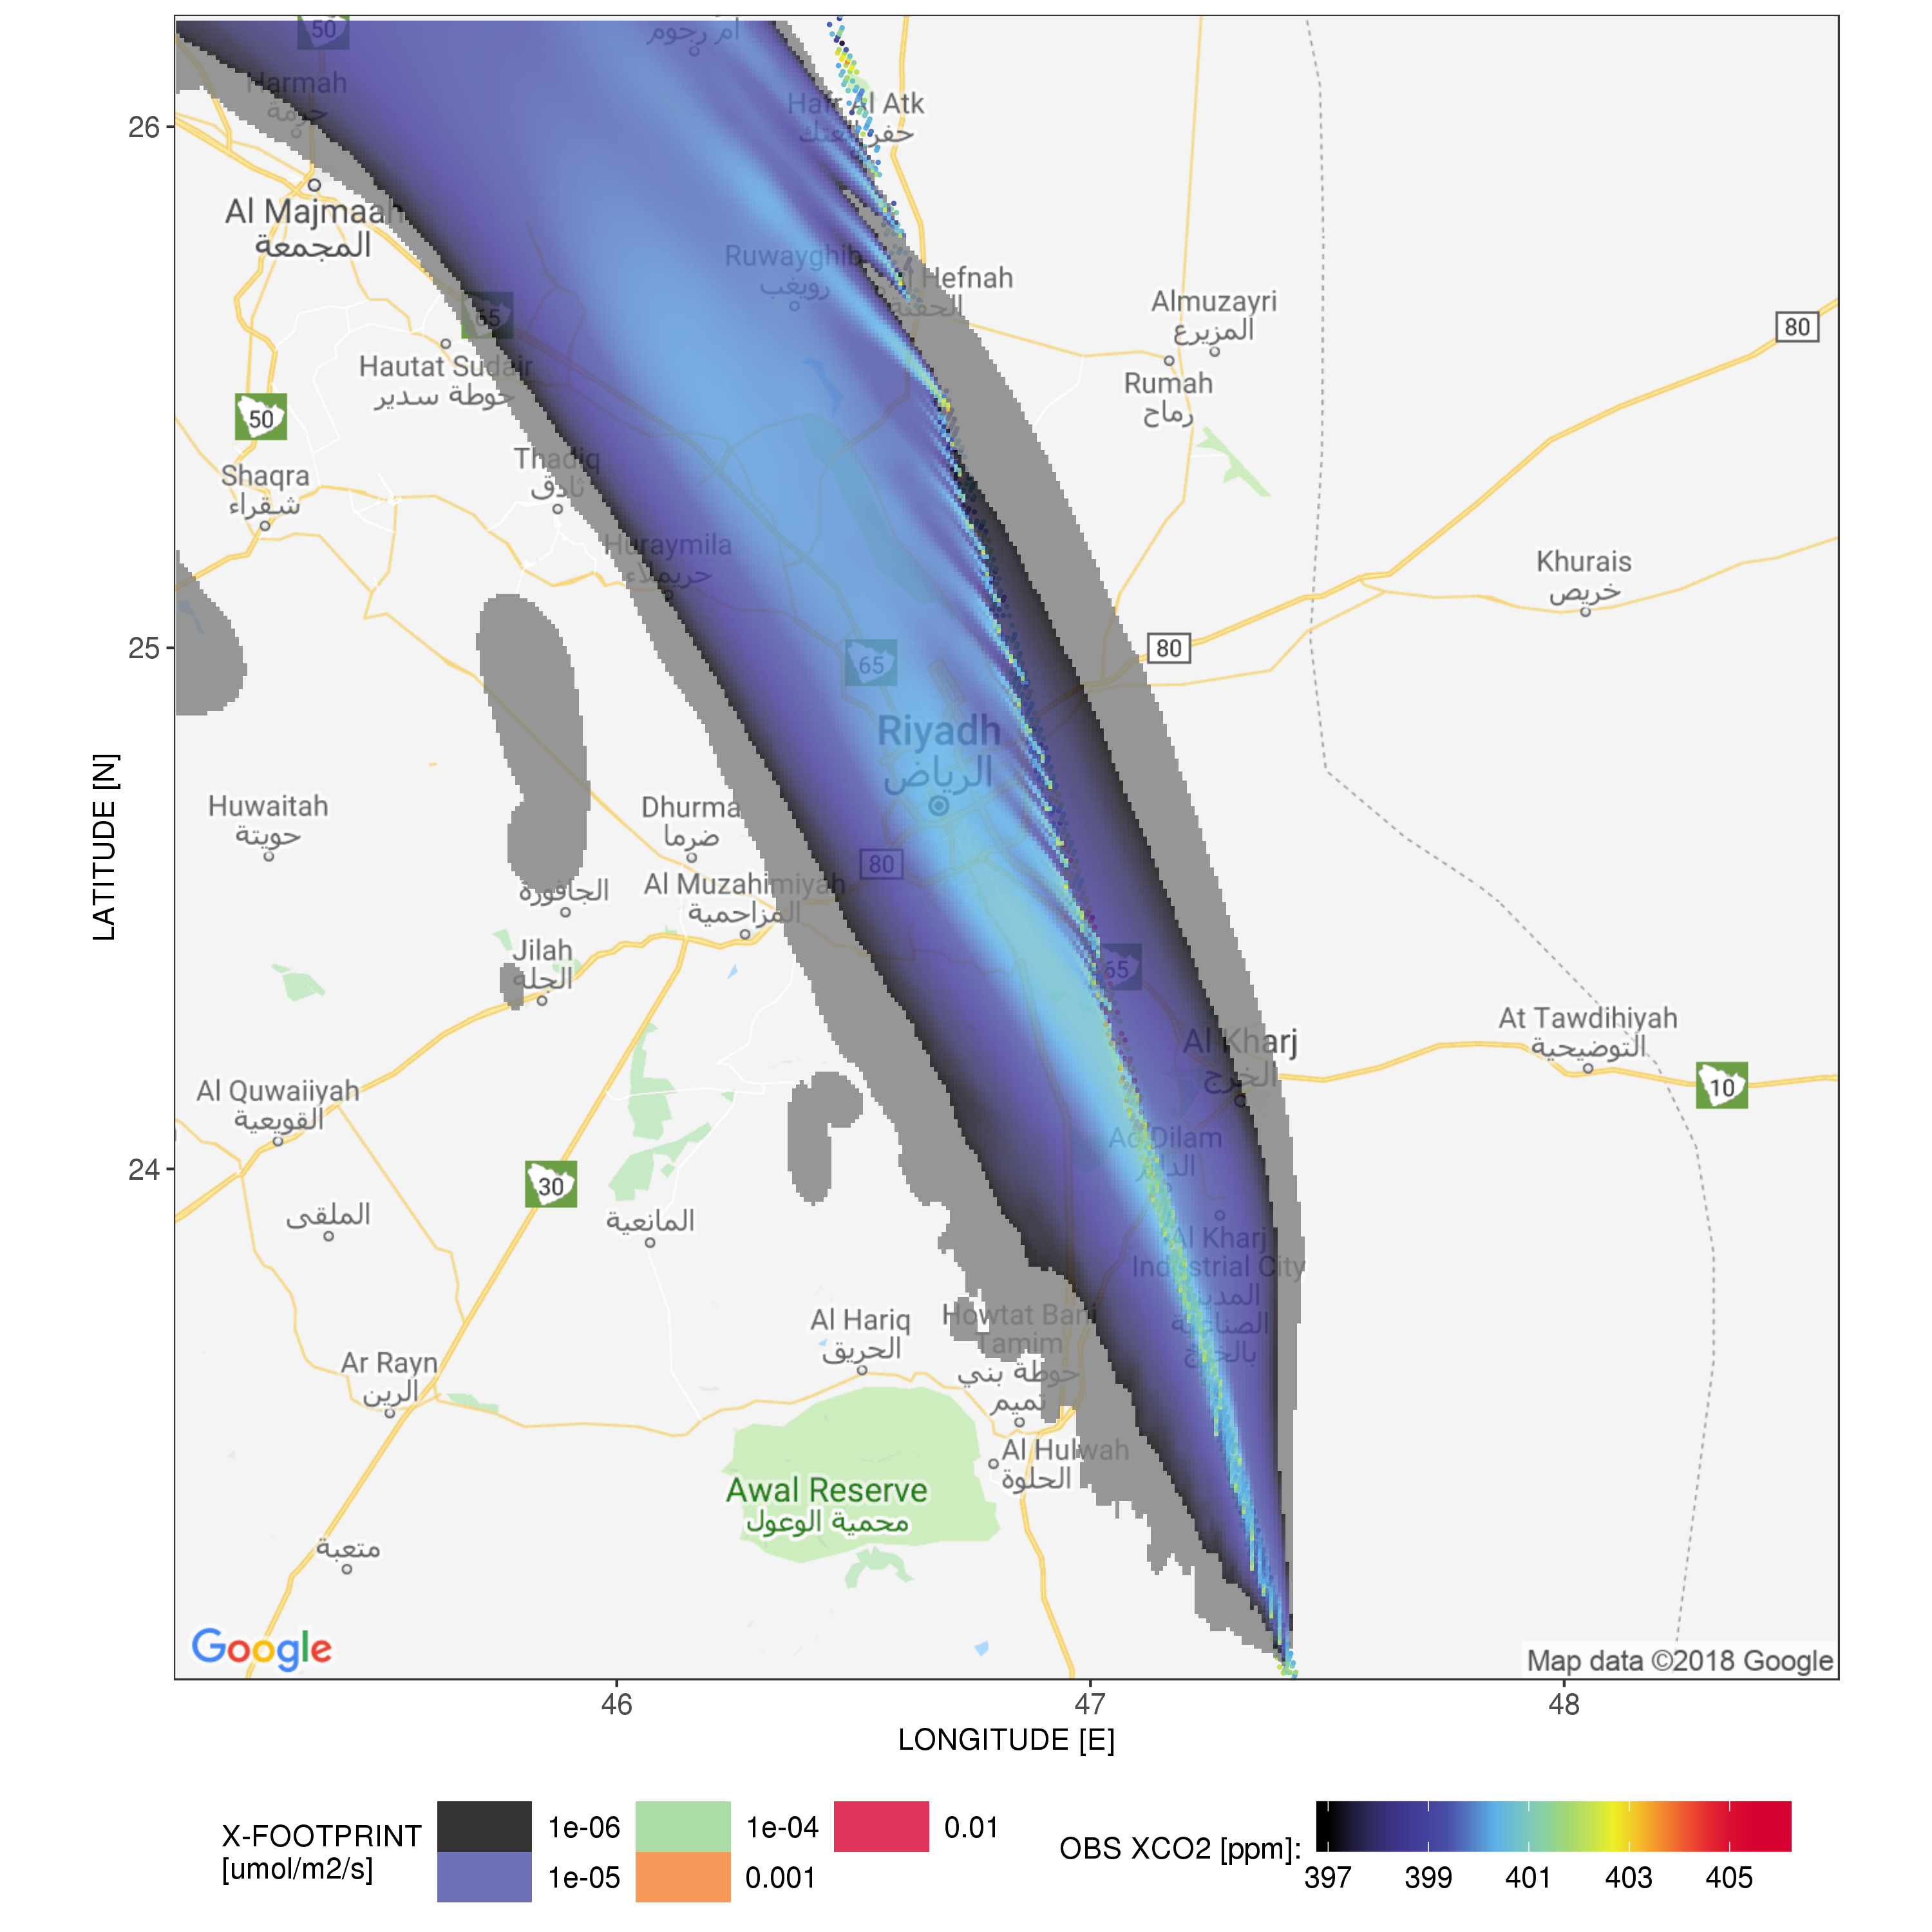 50
ام رجوم
Harmah
حرمة
Hafr Al Atk
حفر العتك
26
Al Majmaah
المجمعة
Ruwayghib
رويغب
Al Hefnah
الحفنة
Almuzayri
المزيرع
80
65
Hautat Sudair
حوطة سدير
Rumah
رماح
50
Thadiq
ثادق
Shaqra
شقراء
Huraymila
حريملاء
Khurais
خريص
25
80
65
Riyadh
الرياض
Huwaitah
حويتة
Dhurma
ضرما
80
Al Muzahimiyah
المزاحمية
الجافورة
Jilah
الجله
65
Al Kharj
الخرج
At Tawdihiyah
التوضيحية
10
Al Quwaiiyah
القويعية
Ad Dilam
الدلم
24
30
الملقى
المانعية
Al Kharj
Industrial City
المدينة
الصناعية
بالخرج
Al Hariq
الحريق
Howtat Bani
Tamim
حوطة بني
تميم
Ar Rayn
الرين
Al Hulwah
الحلوة
Awal Reserve
محمية الوعول
متعبة
Google
Map data ©2018 Google
46
47
48
LATITUDE [N]
LONGITUDE [E]
X-FOOTPRINT
[umol/m2/s]
1e-06
1e-05
1e-04
0.001
0.01
OBS XCO2 [ppm]:
397
399
401
403
405